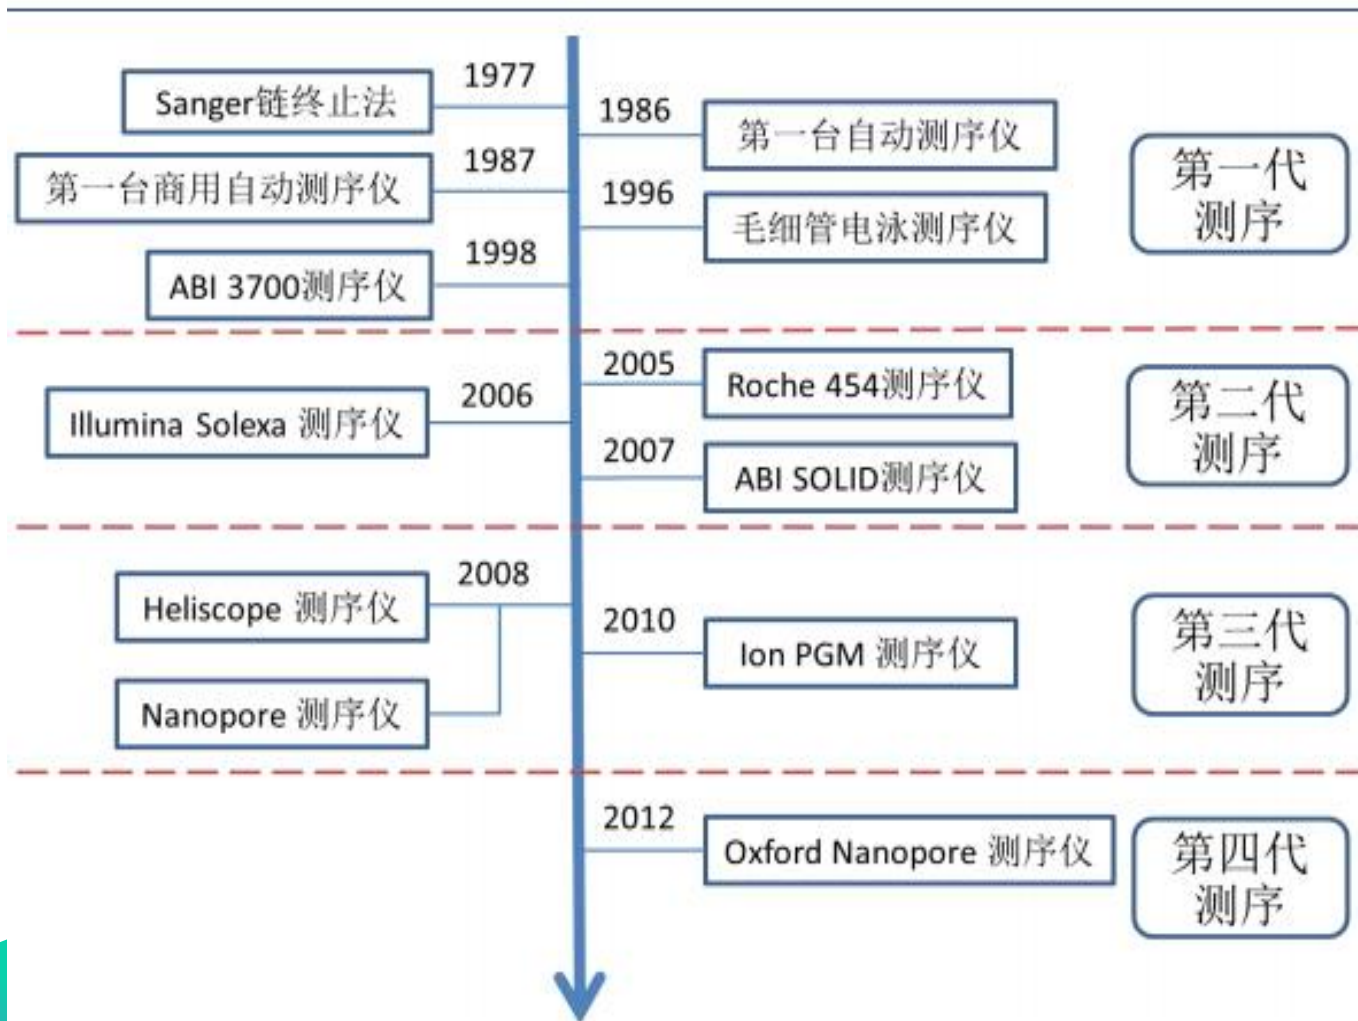 1977
Sanger链终止法
1986
第一台自动测序仪
1987
第一台商用自动测序仪
1996
毛细管电泳测序仪
1998
ABI 3700测序仪
第一代
测序
2005
Roche 454测序仪
2006
Illumina Solexa 测序仪
2007
ABI SOLID测序仪
第二代
测序
2008
Heliscope 测序仪
Nanopore 测序仪
2010
Ion PGM 测序仪
第三代
测序
2012
Oxford Nanopore 测序仪
第四代
测序